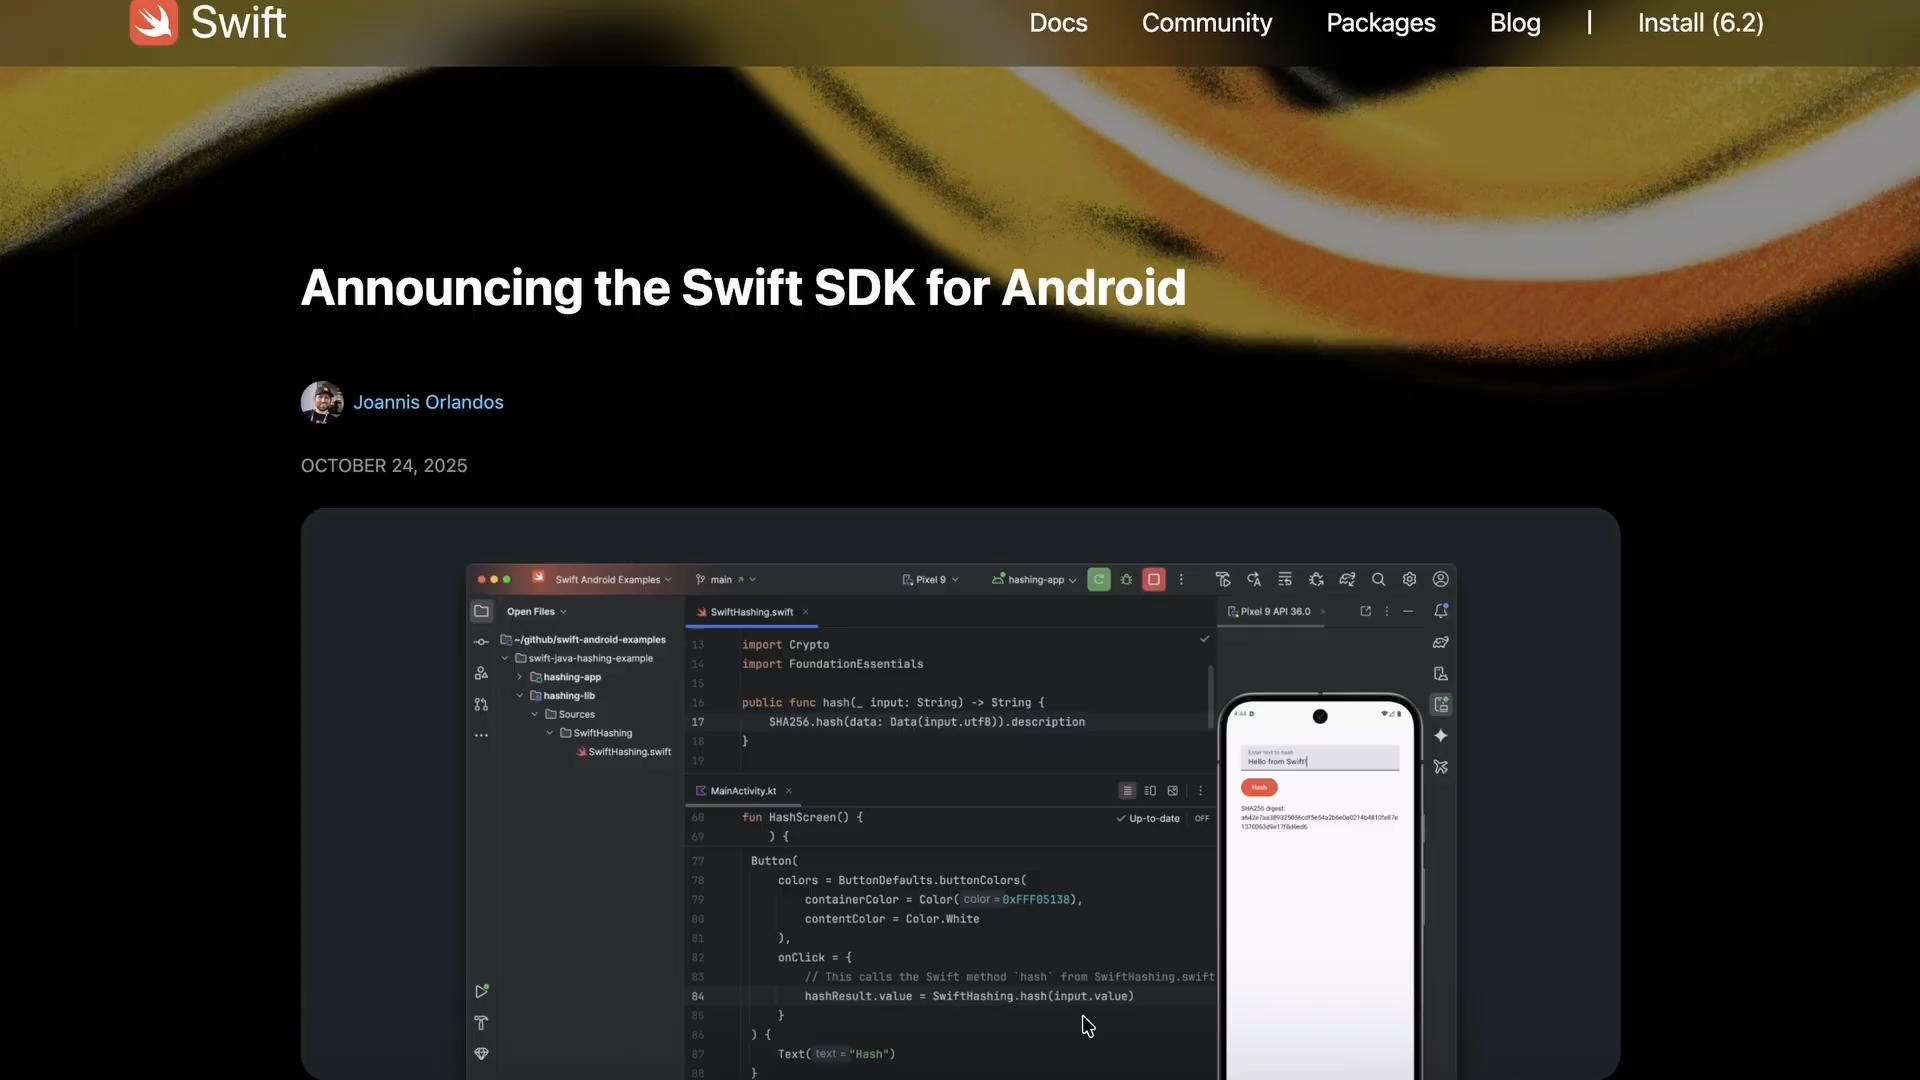 Swift
Docs
Community
Packages
Blog
|
Install (6.2)
Announcing the Swift SDK for Android
Joannis Orlandos
OCTOBER 24, 2025
Swift Android Examples
main
Pixel 9
hashing-app
Open Files
~/github/swift-android-examples
swift-java-hashing-example
hashing-app
hashing-lib
Sources
SwiftHashing
SwiftHashing.swift
SwiftHashing.swift
13 import Crypto
14 import FoundationEssentials
15
16 public func hash(_ input: String) -> String {
17 SHA256.hash(data: Data(input.utf8)).description
18 }
19
MainActivity.kt
68 fun HashScreen() {
Up-to-date
OFF
69 ) {
77 Button(
78 colors = ButtonDefaults.buttonColors(
79 containerColor = Color( color = 0xFFF05138),
80 contentColor = Color.White
81 ),
82 onClick = {
83 // This calls the Swift method `hash` from SwiftHashing.swift
84 hashResult.value = SwiftHashing.hash(input.value)
85 }
86 ) {
87 Text( text = "Hash")
88 }
Pixel 9 API 36.0
4:44
Enter text to hash
Hello from Swift!
Hash
SHA256 digest: